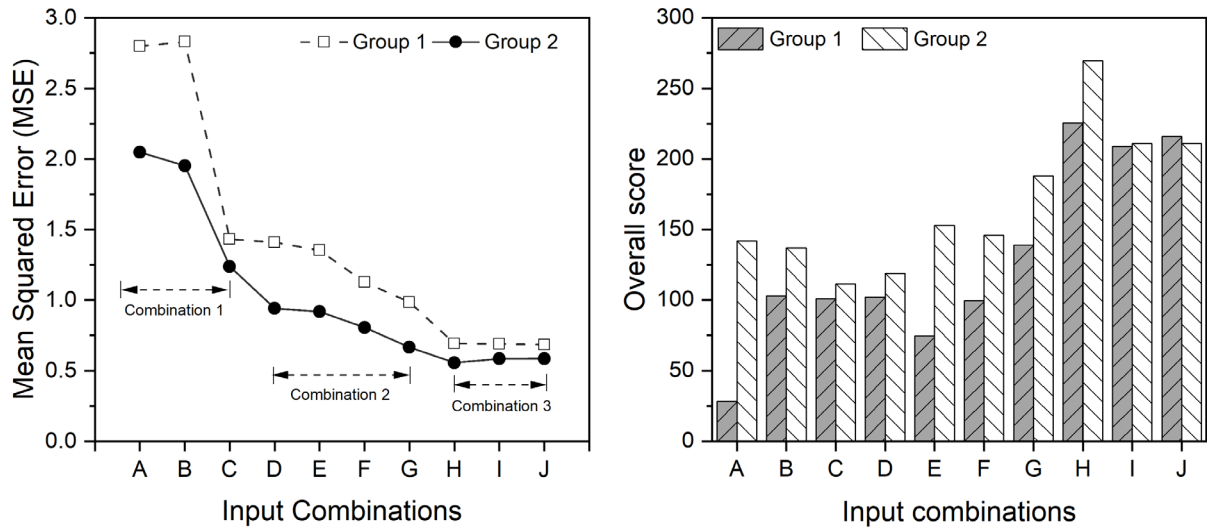 Mean Squared Error (MSE)
3.0
2.5
2.0
1.5
1.0
0.5
0.0
Group 1
Group 2
Combination 1
Combination 2
Combination 3
A B C D E F G H I J
Input Combinations
Overall score
300
250
200
150
100
50
0
Group 1
Group 2
A B C D E F G H I J
Input combinations